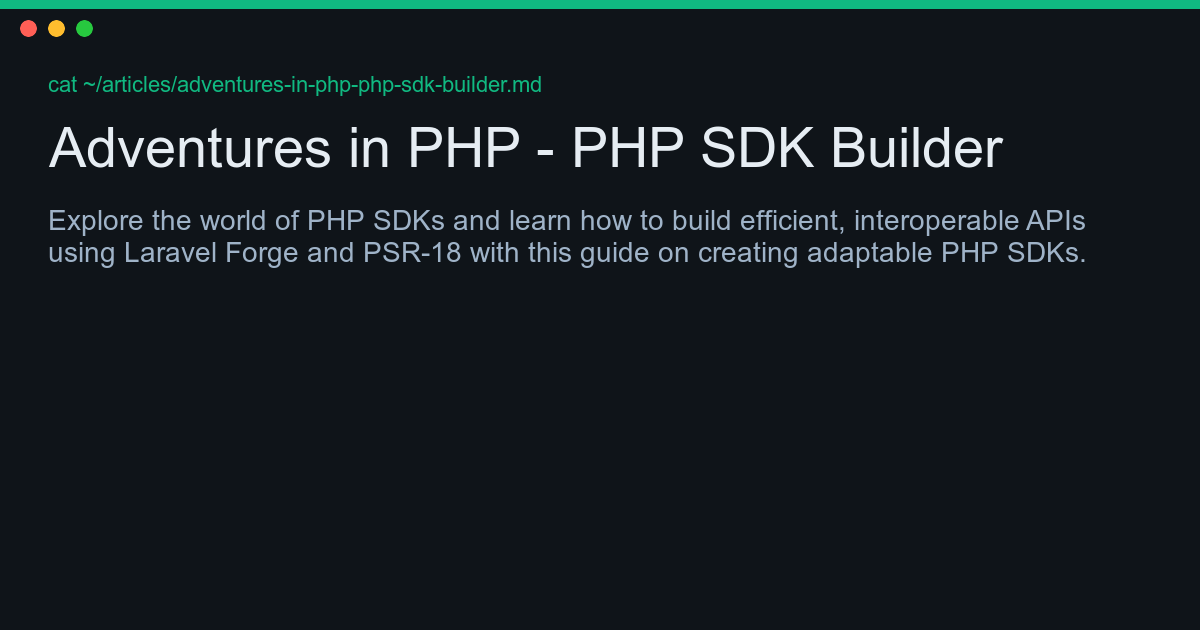 cat ~/articles/adventures-in-php-php-sdk-builder.md
Adventures in PHP - PHP SDK Builder
Explore the world of PHP SDKs and learn how to build efficient, interoperable APIs
using Laravel Forge and PSR-18 with this guide on creating adaptable PHP SDKs.